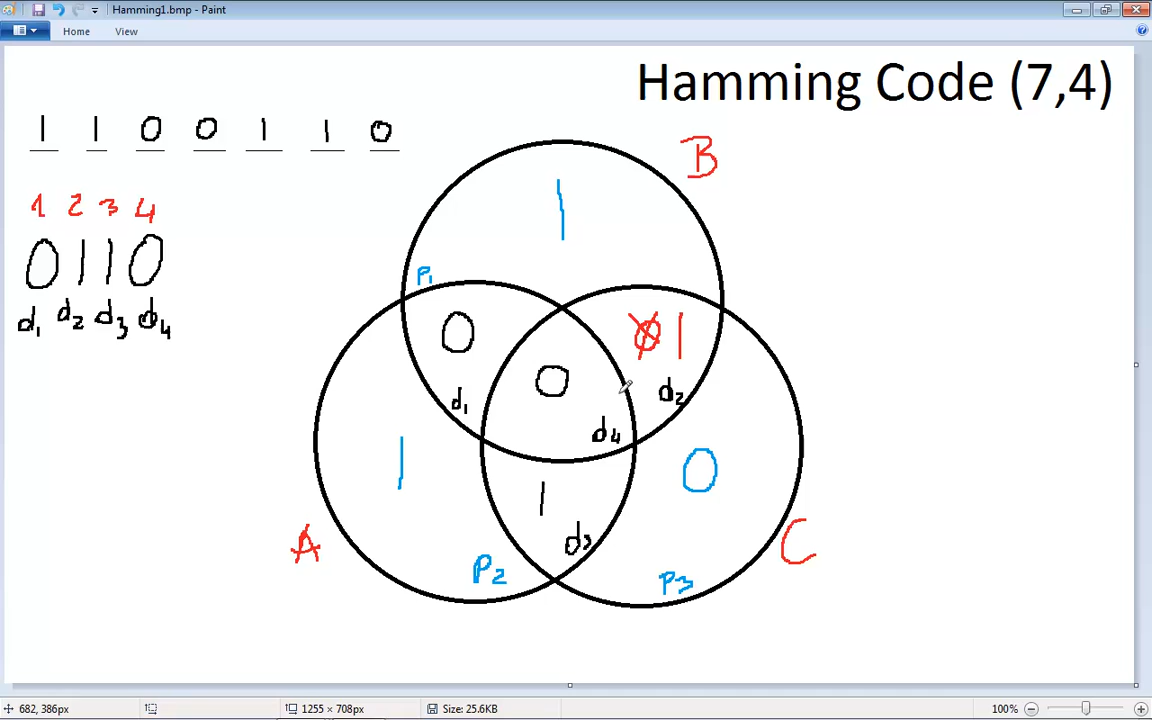 Hamming1.bmp - Paint
Home View
Hamming Code (7,4)
1 1 0 0 1 1 0
B
1 2 3 4
1
0 1 1 0
P1
d1 d2 d3 d4
0 0 1
0
d1 d2
d4
1 0
1
A d3 C
P2 P3
682, 386px 1255 × 708px Size: 25.6KB 100%